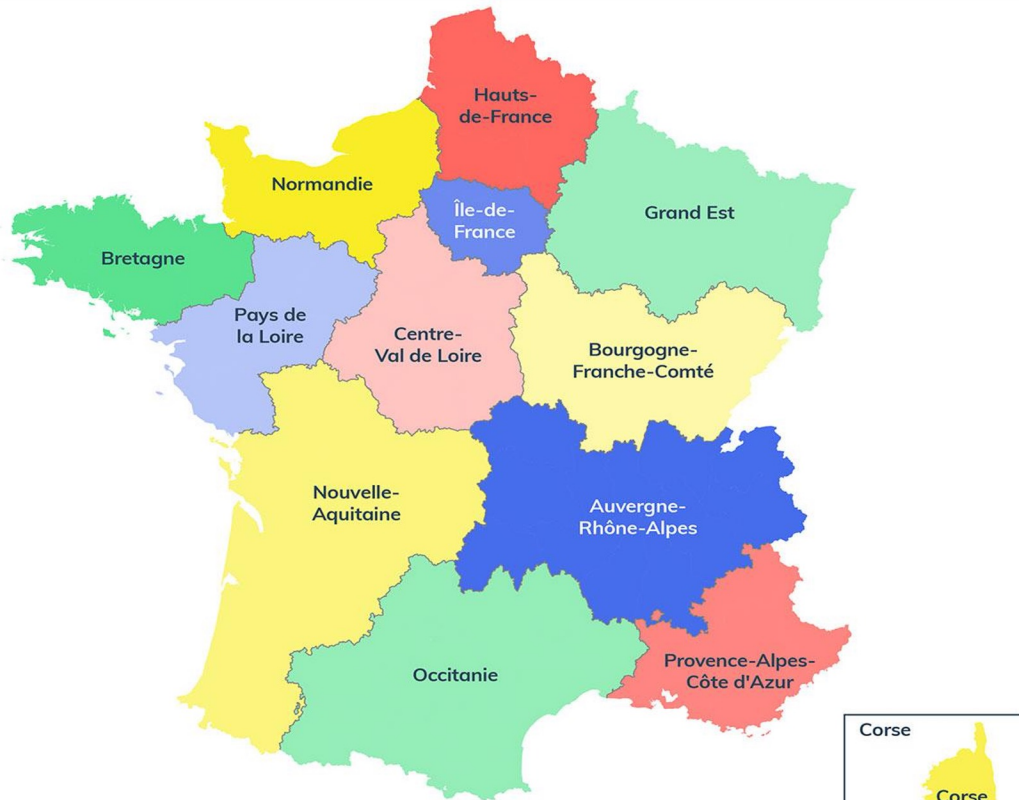 Hauts-
de-France
Normandie
Île-de-
France
Grand Est
Bretagne
Pays de
la Loire
Centre-
Val de Loire
Bourgogne-
Franche-Comté
Nouvelle-
Aquitaine
Auvergne-
Rhône-Alpes
Occitanie
Provence-Alpes-
Côte d'Azur
Corse
Corse